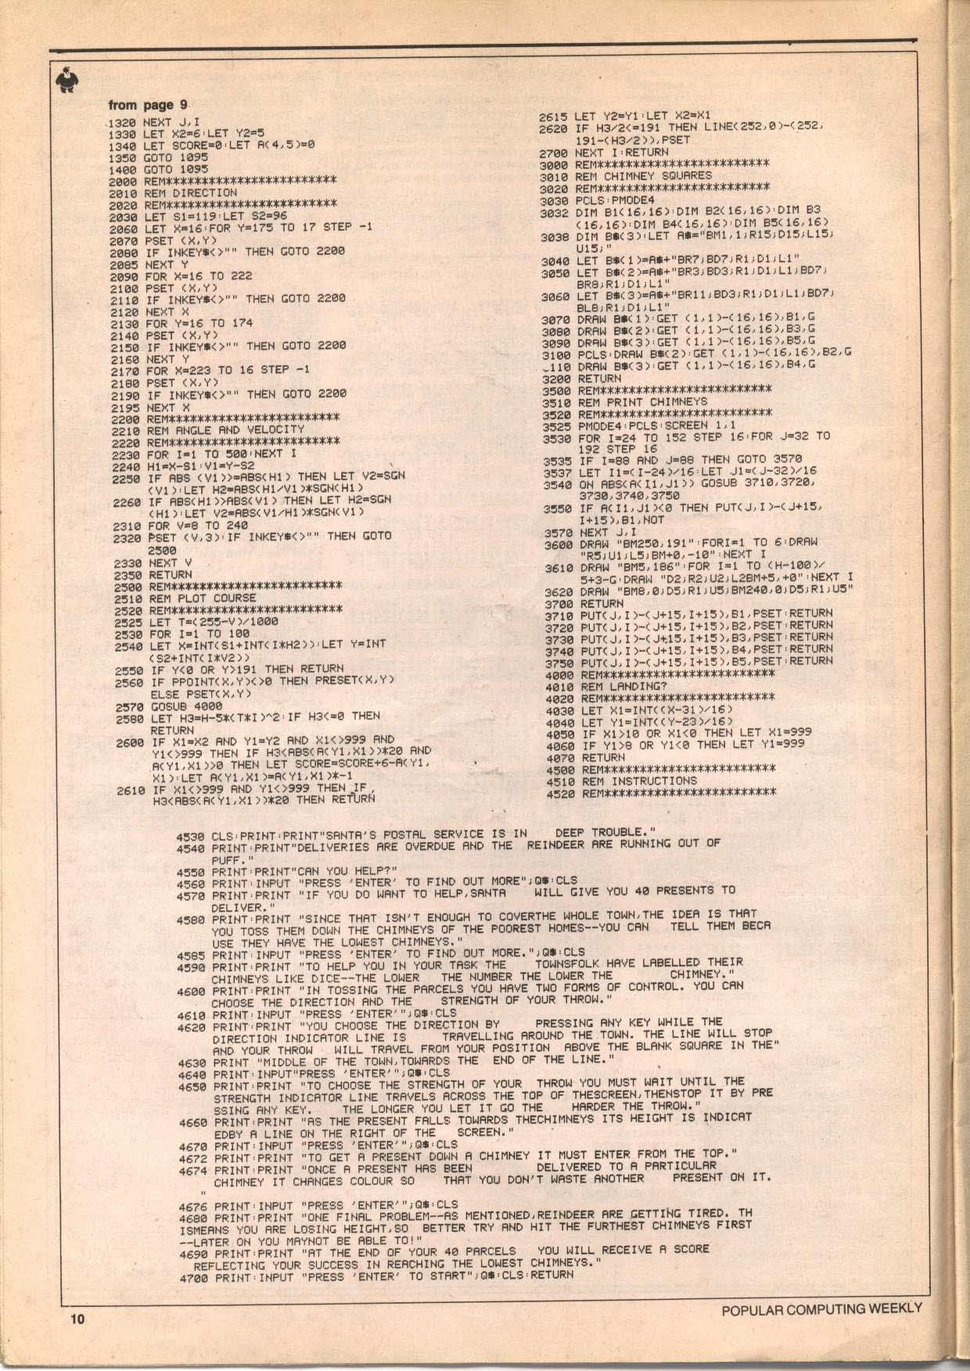 from page 9
1320 NEXT J,I
1330 LET X2=6:LET Y2=5
1340 LET SCORE=0:LET A(4,5)=0
1350 GOTO 1095
1400 GOTO 1095
2000 REM************************
2010 REM DIRECTION
2020 REM************************
2030 LET S1=119:LET S2=96
2060 LET X=16:FOR Y=175 TO 17 STEP -1
2070 PSET (X,Y)
2080 IF INKEY$<>"" THEN GOTO 2200
2085 NEXT Y
2090 FOR X=16 TO 222
2100 PSET (X,Y)
2110 IF INKEY$<>"" THEN GOTO 2200
2120 NEXT X
2130 FOR Y=16 TO 174
2140 PSET (X,Y)
2150 IF INKEY$<>"" THEN GOTO 2200
2160 NEXT Y
2170 FOR X=223 TO 16 STEP -1
2180 PSET (X,Y)
2190 IF INKEY$<>"" THEN GOTO 2200
2195 NEXT X
2200 REM************************
2210 REM ANGLE AND VELOCITY
2220 REM************************
2230 FOR I=1 TO 500:NEXT I
2240 H1=X-S1:V1=Y-S2
2250 IF ABS (V1)>=ABS(H1) THEN LET V2=SGN
(V1):LET H2=ABS(H1/V1)*SGN(H1)
2260 IF ABS(H1)>ABS(V1) THEN LET H2=SGN
(H1):LET V2=ABS(V1/H1)*SGN(V1)
2310 FOR V=8 TO 240
2320 PSET (V,3):IF INKEY$<>"" THEN GOTO
2500
2330 NEXT V
2350 RETURN
2500 REM************************
2510 REM PLOT COURSE
2520 REM************************
2525 LET T=(255-V)/1000
2530 FOR I=1 TO 100
2540 LET X=INT(S1+INT(I*H2)):LET Y=INT
(S2+INT(I*V2))
2550 IF Y<0 OR Y>191 THEN RETURN
2560 IF PPOINT(X,Y)<>0 THEN PRESET(X,Y)
ELSE PSET(X,Y)
2570 GOSUB 4000
2580 LET H3=H-5*(T*I)^2:IF H3<=0 THEN
RETURN
2600 IF X1=X2 AND Y1=Y2 AND X1<>999 AND
Y1<>999 THEN IF H3<ABS(A(Y1,X1))*20 AND
A(Y1,X1)>0 THEN LET SCORE=SCORE+6-A(Y1,
X1):LET A(Y1,X1)=A(Y1,X1)*-1
2610 IF X1<>999 AND Y1<>999 THEN IF
H3<ABS(A(Y1,X1))*20 THEN RETURN
2615 LET Y2=Y1:LET X2=X1
2620 IF H3/2<=191 THEN LINE(252,0)-(252,
191-(H3/2)),PSET
2700 NEXT I:RETURN
3000 REM************************
3010 REM CHIMNEY SQUARES
3020 REM************************
3030 PCLS:PMODE4
3032 DIM B1(16,16):DIM B2(16,16):DIM B3
(16,16):DIM B4(16,16):DIM B5(16,16)
3038 DIM B$(3):LET A$="BM1,1;R15;D15;L15;
U15;"
3040 LET B$(1)=A$+"BR7;BD7;R1;D1;L1"
3050 LET B$(2)=A$+"BR3;BD3;R1;D1;L1;BD7;
BR8;R1;D1;L1"
3060 LET B$(3)=A$+"BR11;BD3;R1;D1;L1;BD7;
BL8;R1;D1;L1"
3070 DRAW B$(1):GET (1,1)-(16,16),B1,G
3080 DRAW B$(2):GET (1,1)-(16,16),B3,G
3090 DRAW B$(3):GET (1,1)-(16,16),B5,G
3100 PCLS:DRAW B$(2):GET (1,1)-(16,16),B2,G
110 DRAW B$(3):GET (1,1)-(16,16),B4,G
3200 RETURN
3500 REM************************
3510 REM PRINT CHIMNEYS
3520 REM************************
3525 PMODE4:PCLS:SCREEN 1,1
3530 FOR I=24 TO 152 STEP 16:FOR J=32 TO
192 STEP 16
3535 IF I=88 AND J=88 THEN GOTO 3570
3537 LET I1=(I-24)/16:LET J1=(J-32)/16
3540 ON ABS(A(I1,J1)) GOSUB 3710,3720,
3730,3740,3750
3550 IF A(I1,J1)<0 THEN PUT(J,I)-(J+15,
I+15),B1,NOT
3570 NEXT J,I
3600 DRAW "BM250,191":FORI=1 TO 6:DRAW
"R5;U1;L5;BM+0,-10":NEXT I
3610 DRAW "BM5,186":FOR I=1 TO (H-100)/
5+3-G:DRAW "D2;R2;U2;L2BM+5,+0":NEXT I
3620 DRAW "BM8,0;D5;R1;U5;BM240,0;D5;R1;U5"
3700 RETURN
3710 PUT(J,I)-(J+15,I+15),B1,PSET:RETURN
3720 PUT(J,I)-(J+15,I+15),B2,PSET:RETURN
3730 PUT(J,I)-(J+15,I+15),B3,PSET:RETURN
3740 PUT(J,I)-(J+15,I+15),B4,PSET:RETURN
3750 PUT(J,I)-(J+15,I+15),B5,PSET:RETURN
4000 REM************************
4010 REM LANDING?
4020 REM************************
4030 LET X1=INT((X-31)/16)
4040 LET Y1=INT((Y-23)/16)
4050 IF X1>10 OR X1<0 THEN LET X1=999
4060 IF Y1>8 OR Y1<0 THEN LET Y1=999
4070 RETURN
4500 REM************************
4510 REM INSTRUCTIONS
4520 REM************************
4530 CLS:PRINT:PRINT"SANTA'S POSTAL SERVICE IS IN    DEEP TROUBLE."
4540 PRINT:PRINT"DELIVERIES ARE OVERDUE AND THE  REINDEER ARE RUNNING OUT OF
PUFF."
4550 PRINT:PRINT"CAN YOU HELP?"
4560 PRINT:INPUT "PRESS 'ENTER' TO FIND OUT MORE";Q$:CLS
4570 PRINT:PRINT "IF YOU DO WANT TO HELP,SANTA    WILL GIVE YOU 40 PRESENTS TO
DELIVER."
4580 PRINT:PRINT "SINCE THAT ISN'T ENOUGH TO COVERTHE WHOLE TOWN,THE IDEA IS THAT
YOU TOSS THEM DOWN THE CHIMNEYS OF THE POOREST HOMES--YOU CAN   TELL THEM BECA
USE THEY HAVE THE LOWEST CHIMNEYS."
4585 PRINT:INPUT "PRESS 'ENTER' TO FIND OUT MORE.";Q$:CLS
4590 PRINT:PRINT "TO HELP YOU IN YOUR TASK THE    TOWNSFOLK HAVE LABELLED THEIR
CHIMNEYS LIKE DICE--THE LOWER   THE NUMBER THE LOWER THE        CHIMNEY."
4600 PRINT:PRINT "IN TOSSING THE PARCELS YOU HAVE TWO FORMS OF CONTROL. YOU CAN
CHOOSE THE DIRECTION AND THE    STRENGTH OF YOUR THROW."
4610 PRINT:INPUT "PRESS 'ENTER'";Q$:CLS
4620 PRINT:PRINT "YOU CHOOSE THE DIRECTION BY     PRESSING ANY KEY WHILE THE
DIRECTION INDICATOR LINE IS     TRAVELLING AROUND THE TOWN. THE LINE WILL STOP
AND YOUR THROW   WILL TRAVEL FROM YOUR POSITION  ABOVE THE BLANK SQUARE IN THE"
4630 PRINT "MIDDLE OF THE TOWN,TOWARDS THE  END OF THE LINE."
4640 PRINT:INPUT"PRESS 'ENTER'";Q$:CLS
4650 PRINT:PRINT "TO CHOOSE THE STRENGTH OF YOUR  THROW YOU MUST WAIT UNTIL THE
STRENGTH INDICATOR LINE TRAVELS ACROSS THE TOP OF THESCREEN,THENSTOP IT BY PRE
SSING ANY KEY.    THE LONGER YOU LET IT GO THE    HARDER THE THROW."
4660 PRINT:PRINT "AS THE PRESENT FALLS TOWARDS THECHIMNEYS ITS HEIGHT IS INDICAT
EDBY A LINE ON THE RIGHT OF THE   SCREEN."
4670 PRINT:INPUT "PRESS 'ENTER'";Q$:CLS
4672 PRINT:PRINT "TO GET A PRESENT DOWN A CHIMNEY IT MUST ENTER FROM THE TOP."
4674 PRINT:PRINT "ONCE A PRESENT HAS BEEN         DELIVERED TO A PARTICULAR
CHIMNEY IT CHANGES COLOUR SO    THAT YOU DON'T WASTE ANOTHER    PRESENT ON IT.
"
4676 PRINT:INPUT "PRESS 'ENTER'";Q$:CLS
4680 PRINT:PRINT "ONE FINAL PROBLEM--AS MENTIONED,REINDEER ARE GETTING TIRED. TH
ISMEANS YOU ARE LOSING HEIGHT,SO  BETTER TRY AND HIT THE FURTHEST CHIMNEYS FIRST
--LATER ON YOU MAYNOT BE ABLE TO!"
4690 PRINT:PRINT "AT THE END OF YOUR 40 PARCELS   YOU WILL RECEIVE A SCORE
REFLECTING YOUR SUCCESS IN REACHING THE LOWEST CHIMNEYS."
4700 PRINT:INPUT "PRESS 'ENTER' TO START";Q$:CLS:RETURN
10
POPULAR COMPUTING WEEKLY